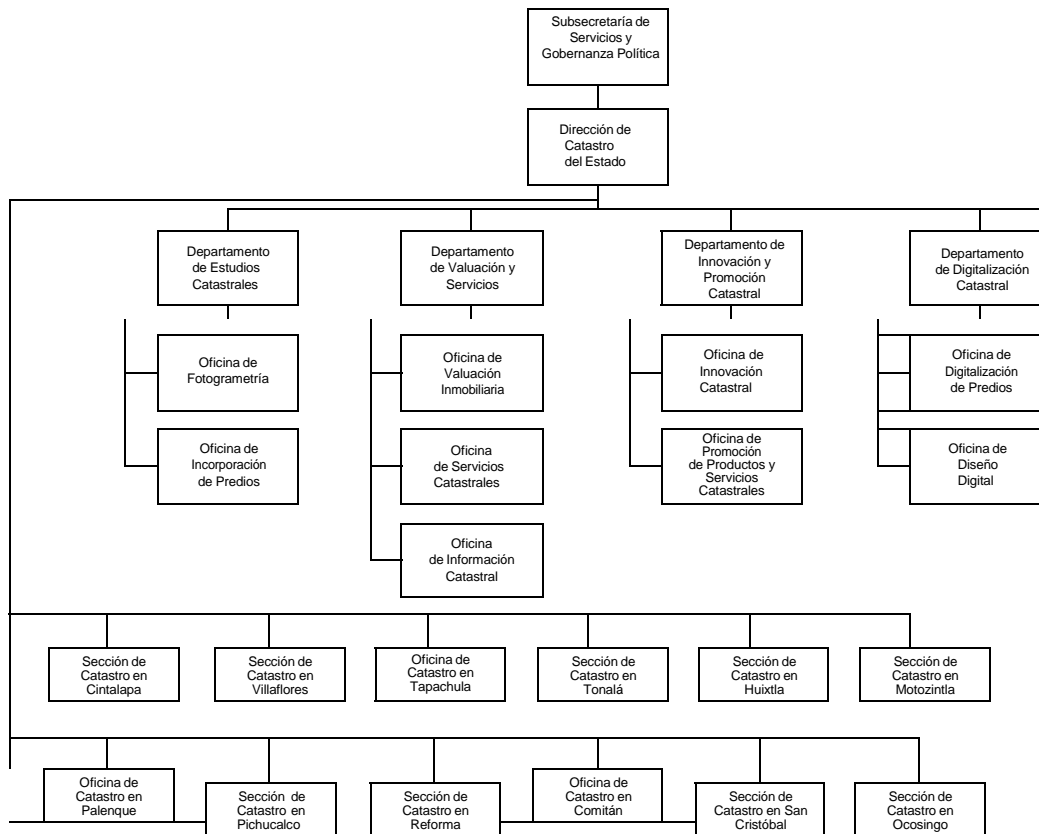 Subsecretaría de
Servicios y
Gobernanza Política
Dirección de
Catastro
del Estado
Departamento
de Estudios
Catastrales
Departamento
de Valuación y
Servicios
Departamento de
Innovación y
Promoción
Catastral
Departamento
de Digitalización
Catastral
Oficina de
Fotogrametría
Oficina de
Valuación
Inmobiliaria
Oficina de
Innovación
Catastral
Oficina de
Digitalización
de Predios
Oficina de
Incorporación
de Predios
Oficina
de Servicios
Catastrales
Oficina de
Promoción
de Productos y
Servicios
Catastrales
Oficina de
Diseño
Digital
Oficina
de Información
Catastral
Sección de
Catastro en
Cintalapa
Sección de
Catastro en
Villaflores
Oficina de
Catastro en
Tapachula
Sección de
Catastro en
Tonalá
Sección de
Catastro en
Huixtla
Sección de
Catastro en
Motozintla
Oficina de
Catastro en
Palenque
Sección de
Catastro en
Pichucalco
Sección de
Catastro en
Reforma
Oficina de
Catastro en
Comitán
Sección de
Catastro en San
Cristóbal
Sección de
Catastro en
Ocosingo